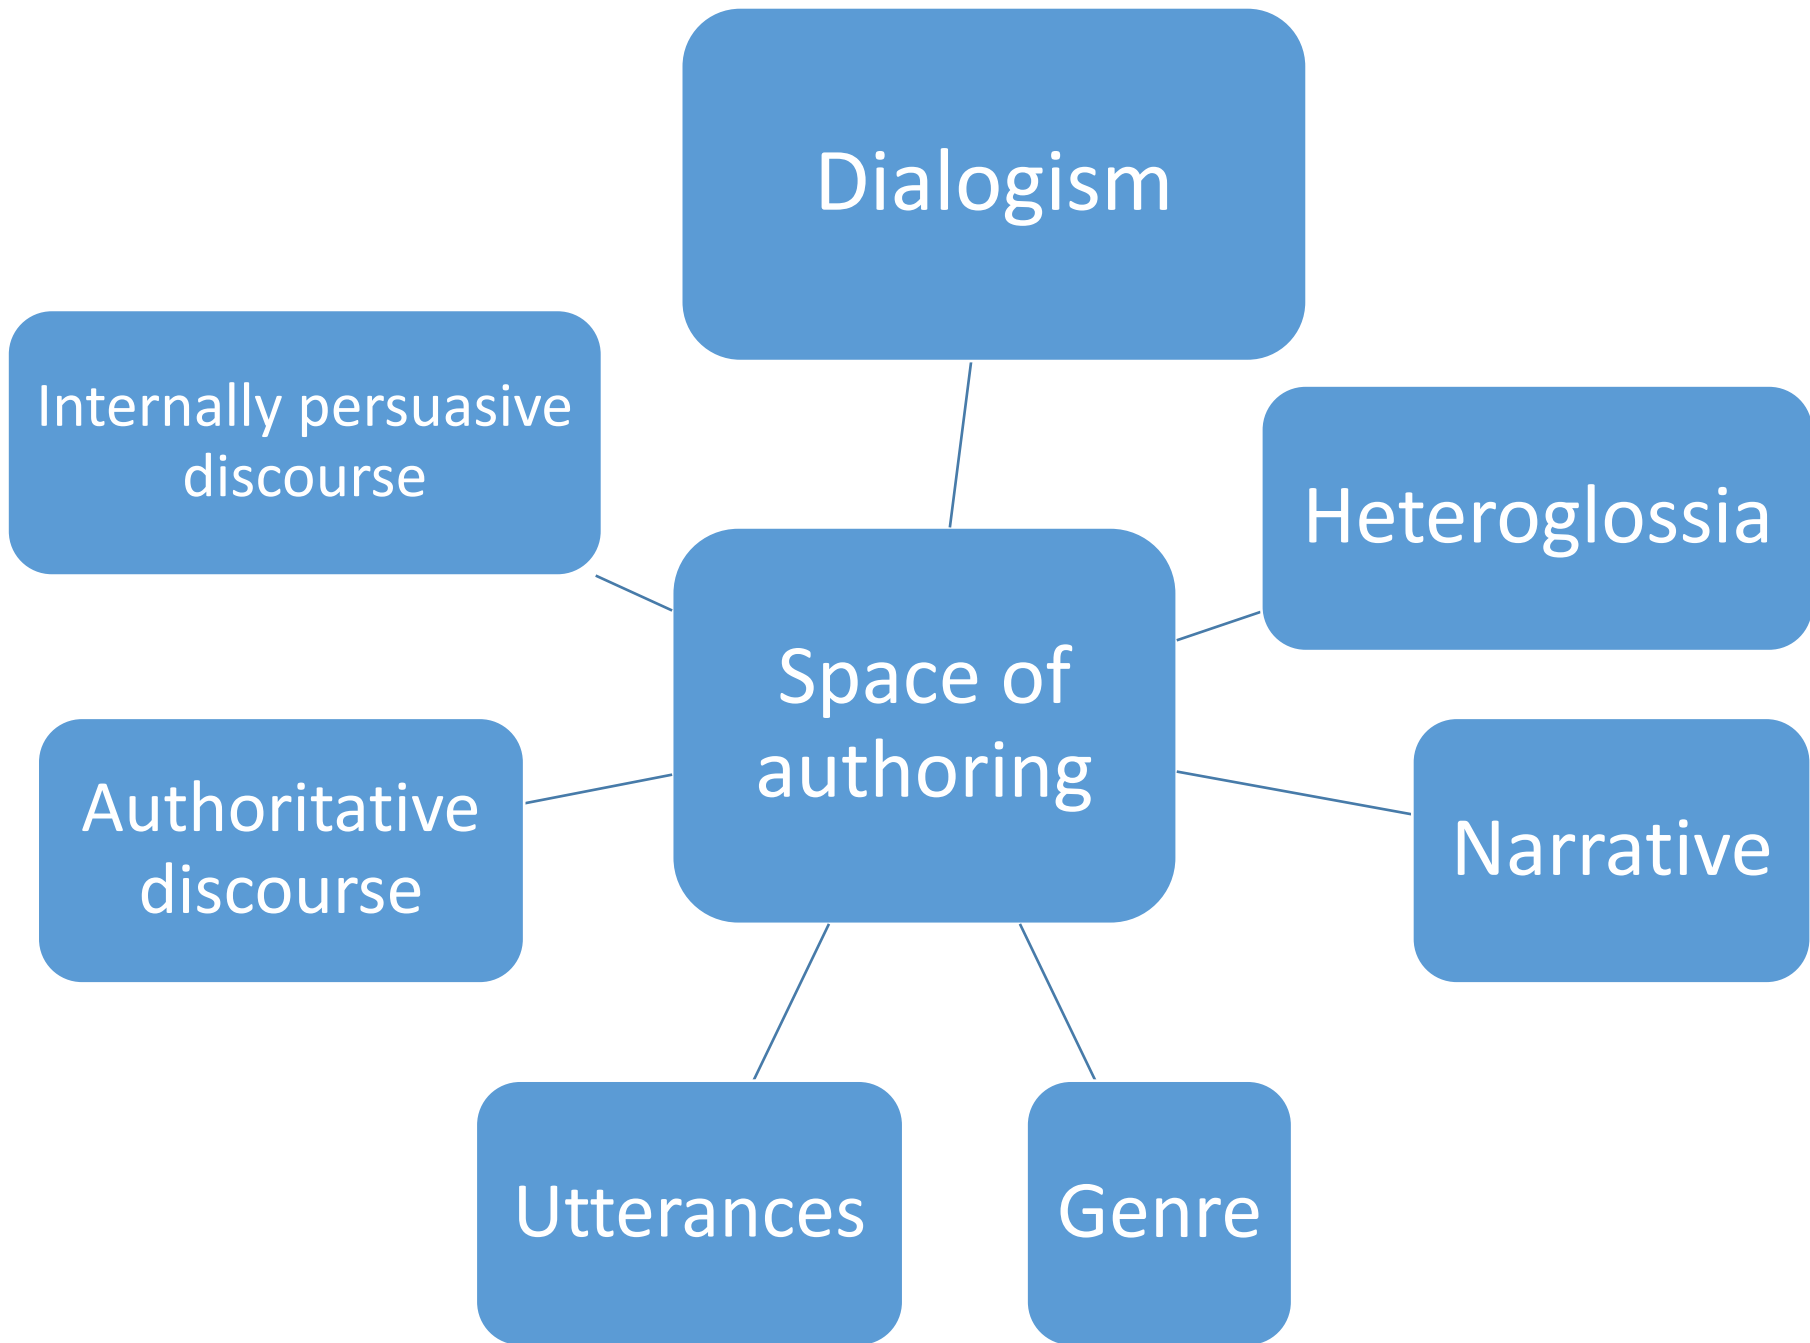 Dialogism
Internally persuasive
discourse
Heteroglossia
Space of
authoring
Authoritative
discourse
Narrative
Utterances
Genre